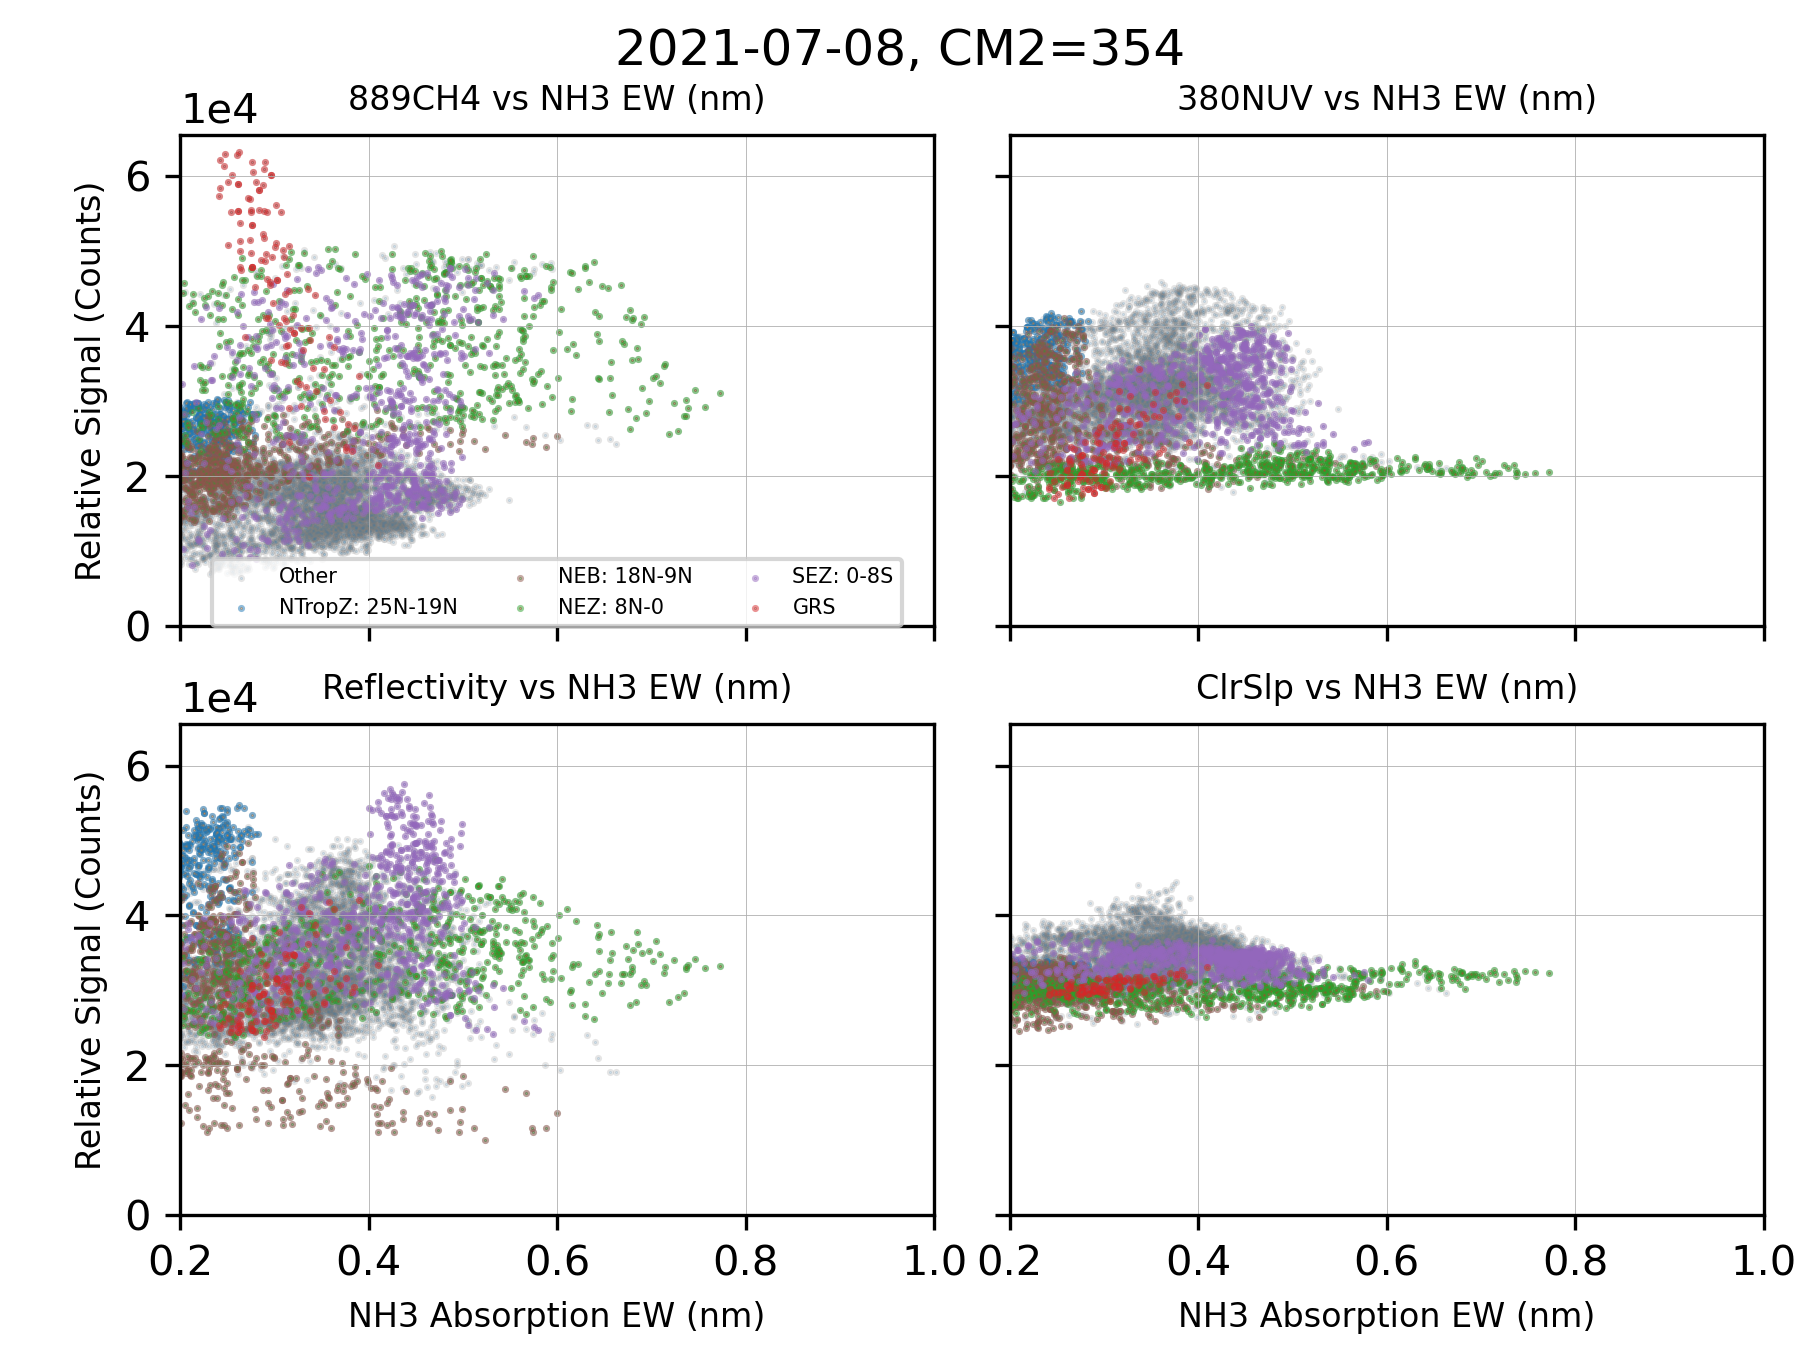 2021-07-08, CM2=354
889CH4 vs NH3 EW (nm)
380NUV vs NH3 EW (nm)
1e4
Relative Signal (Counts)
6
4
2
0
Other
NTropZ: 25N-19N
NEB: 18N-9N
NEZ: 8N-0
SEZ: 0-8S
GRS
Reflectivity vs NH3 EW (nm)
ClrSlp vs NH3 EW (nm)
1e4
Relative Signal (Counts)
6
4
2
0
0.2 0.4 0.6 0.8 1.0
0.2 0.4 0.6 0.8 1.0
NH3 Absorption EW (nm)
NH3 Absorption EW (nm)